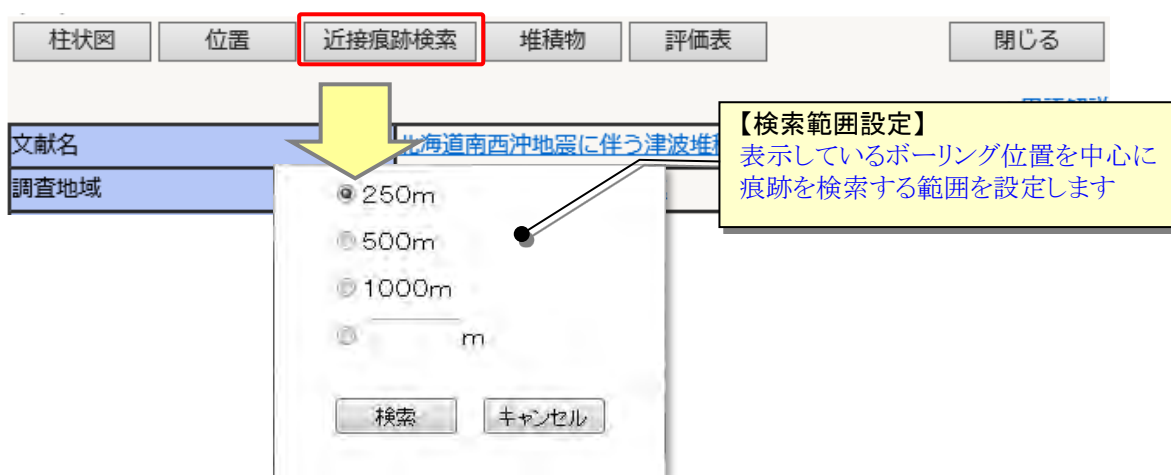 柱状図 位置 近接痕跡検索 堆積物 評価表 閉じる
文献名 北海道南西沖地震に伴う津波堆
調査地域
【検索範囲設定】
表示しているボーリング位置を中心に
痕跡を検索する範囲を設定します
250m
500m
1000m
m
検索 キャンセル